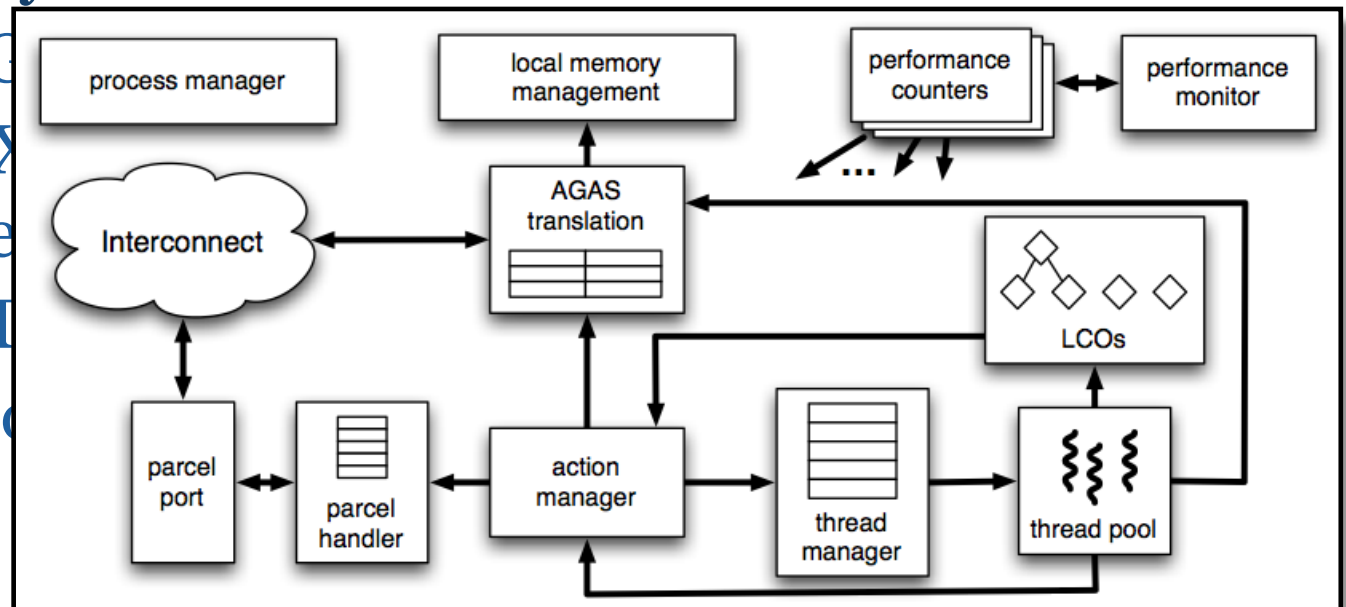 process manager
local memory
management
performance
counters
performance
monitor
...
AGAS
translation
Interconnect
LCOs
parcel
port
parcel
handler
action
manager
thread
manager
thread pool